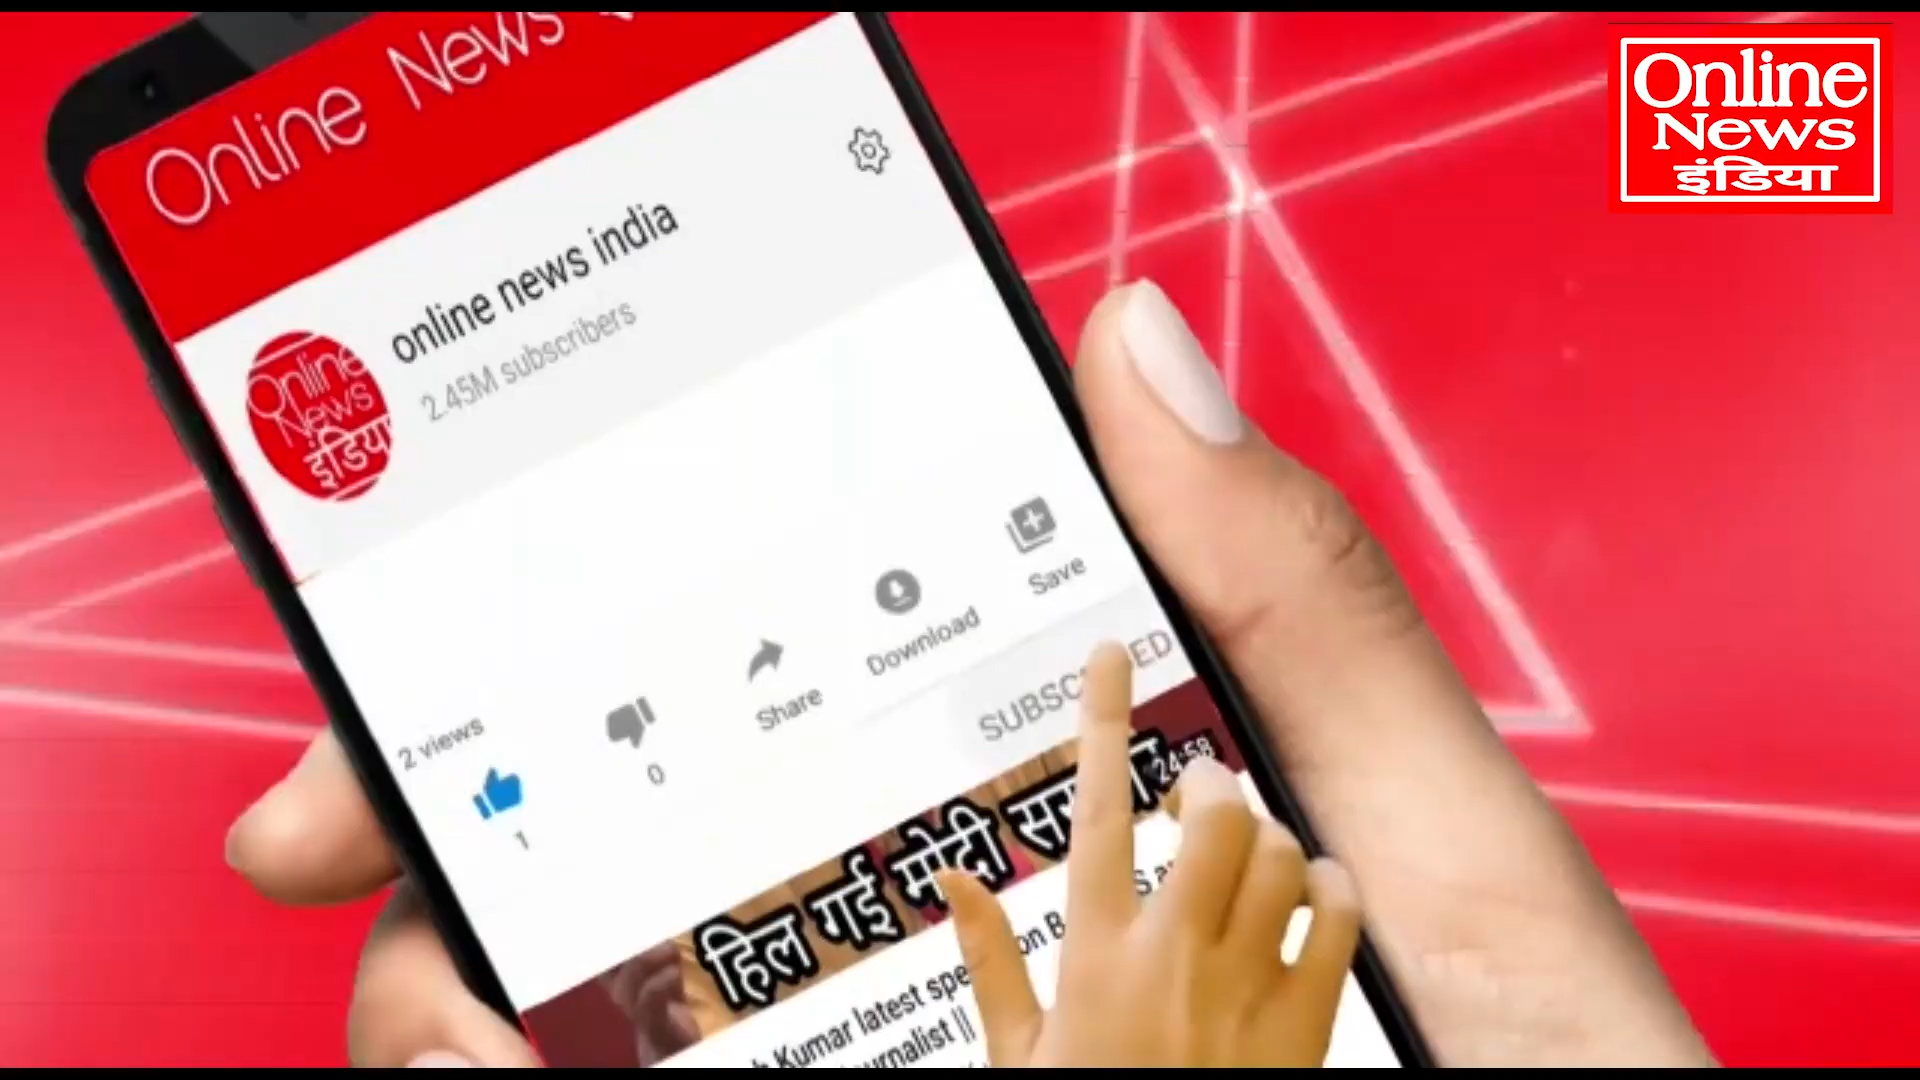 Online News
Online
News
इंडिया
online news india
2.45M subscribers
Online
News
इंडिया
Save
Download
Share
2 views
0
1
24:58
हिल गई मोदी
Kumar latest